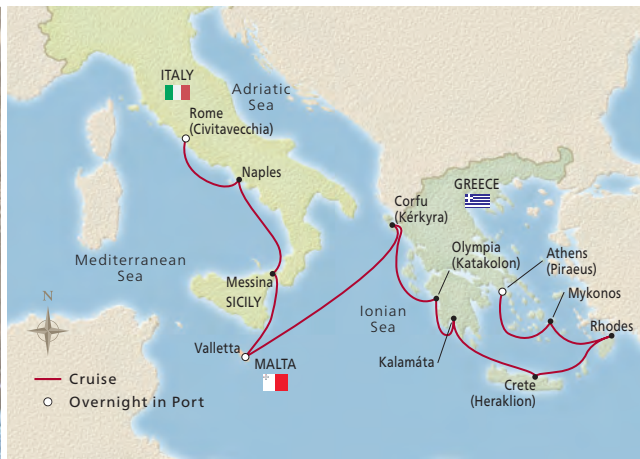 ITALY
Adriatic
Sea
Rome
(Civitavecchia)
Naples
Corfu
(Kérkyra)
GREECE
Olympia
(Katakolon)
Athens
(Piraeus)
Mediterranean
Sea
Messina
SICILY
Mykonos
Ionian
Sea
Rhodes
N
Valletta
MALTA
Kalamáta
Crete
(Heraklion)
Cruise
Overnight in Port